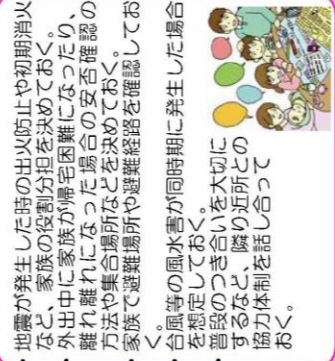 地震が発生した時の出火防止や初期消火
など、家族の役割分担を決めておく。
外出中に家族が帰宅困難になったり、
離れ離れになった場合の安否確認の
方法や集合場所などを決めておく。
家族で避難場所や避難経路を確認してお
く。
台風等の風水害が同時期に発生した場合
を想定しておく。
普段のつき合いを大切に
するなど、隣り近所との
協力体制を話し合って
おく。